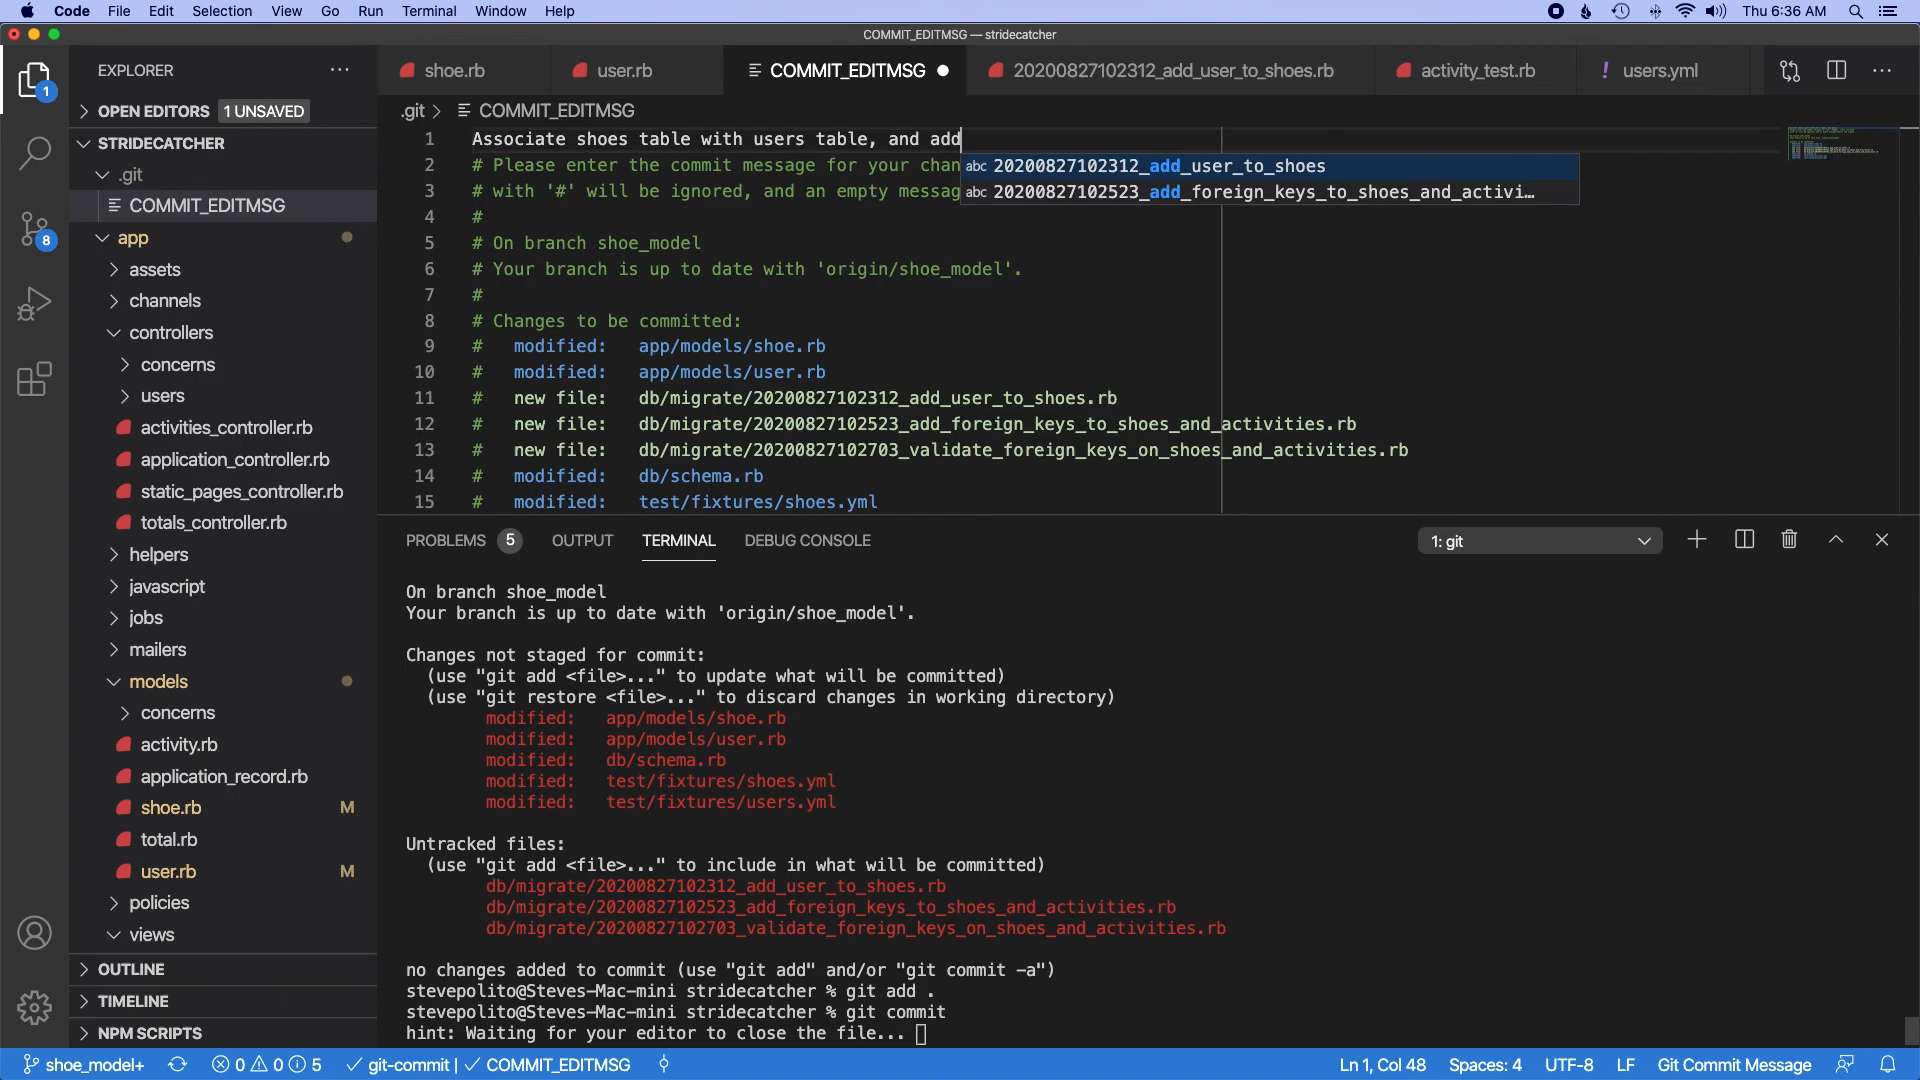 Code File Edit Selection View Go Run Terminal Window Help Thu 6:36 AM
COMMIT_EDITMSG — stridecatcher
EXPLORER
shoe.rb user.rb COMMIT_EDITMSG 20200827102312_add_user_to_shoes.rb activity_test.rb users.yml
1
OPEN EDITORS 1 UNSAVED
.git > COMMIT_EDITMSG
STRIDECATCHER
.git
COMMIT_EDITMSG
app
assets
channels
controllers
concerns
users
activities_controller.rb
application_controller.rb
static_pages_controller.rb
totals_controller.rb
helpers
javascript
jobs
mailers
models
concerns
activity.rb
application_record.rb
shoe.rb M
total.rb
user.rb M
policies
views
OUTLINE
TIMELINE
NPM SCRIPTS
8
1 Associate shoes table with users table, and add
2 # Please enter the commit message for your chan
3 # with '#' will be ignored, and an empty messag
abc 20200827102312_add_user_to_shoes
abc 20200827102523_add_foreign_keys_to_shoes_and_activi…
4 #
5 # On branch shoe_model
6 # Your branch is up to date with 'origin/shoe_model'.
7 #
8 # Changes to be committed:
9 # modified: app/models/shoe.rb
10 # modified: app/models/user.rb
11 # new file: db/migrate/20200827102312_add_user_to_shoes.rb
12 # new file: db/migrate/20200827102523_add_foreign_keys_to_shoes_and_activities.rb
13 # new file: db/migrate/20200827102703_validate_foreign_keys_on_shoes_and_activities.rb
14 # modified: db/schema.rb
15 # modified: test/fixtures/shoes.yml
PROBLEMS 5 OUTPUT TERMINAL DEBUG CONSOLE 1: git
On branch shoe_model
Your branch is up to date with 'origin/shoe_model'.
Changes not staged for commit:
(use "git add <file>..." to update what will be committed)
(use "git restore <file>..." to discard changes in working directory)
modified: app/models/shoe.rb
modified: app/models/user.rb
modified: db/schema.rb
modified: test/fixtures/shoes.yml
modified: test/fixtures/users.yml
Untracked files:
(use "git add <file>..." to include in what will be committed)
db/migrate/20200827102312_add_user_to_shoes.rb
db/migrate/20200827102523_add_foreign_keys_to_shoes_and_activities.rb
db/migrate/20200827102703_validate_foreign_keys_on_shoes_and_activities.rb
no changes added to commit (use "git add" and/or "git commit -a")
stevepolito@Steves-Mac-mini stridecatcher % git add .
stevepolito@Steves-Mac-mini stridecatcher % git commit
hint: Waiting for your editor to close the file...
shoe_model+ 0 0 5 git-commit | COMMIT_EDITMSG Ln 1, Col 48 Spaces: 4 UTF-8 LF Git Commit Message